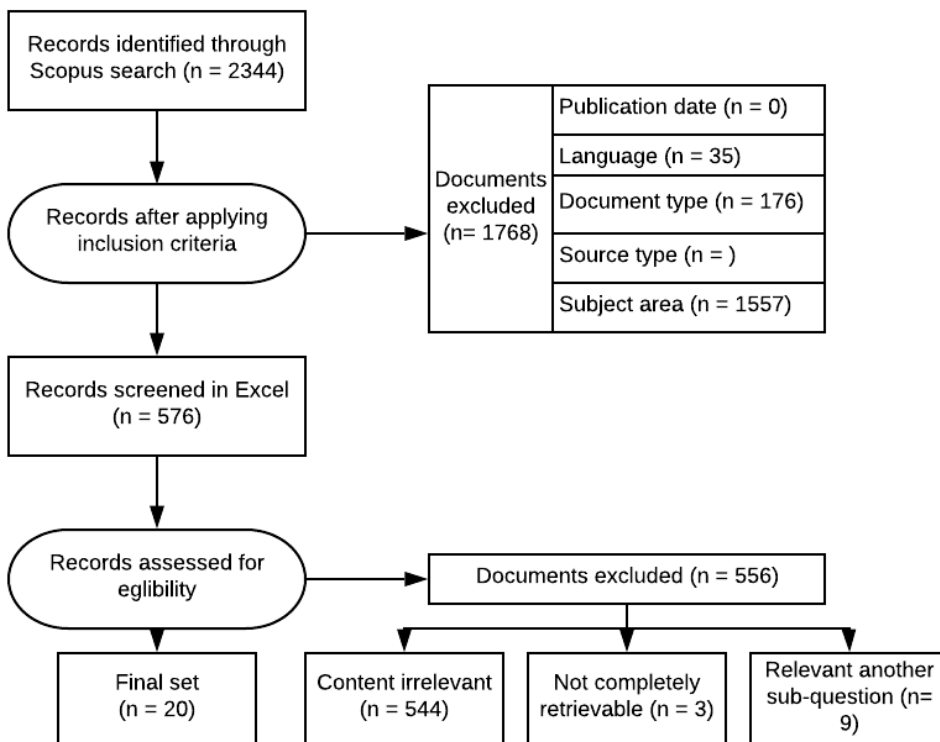 Records identified through
Scopus search (n = 2344)
Records after applying
inclusion criteria
Documents
excluded
(n= 1768)
Publication date (n = 0)
Language (n = 35)
Document type (n = 176)
Source type (n = )
Subject area (n = 1557)
Records screened in Excel
(n = 576)
Records assessed for
eglibility
Documents excluded (n = 556)
Final set
(n = 20)
Content irrelevant
(n = 544)
Not completely
retrievable (n = 3)
Relevant another
sub-question (n=
9)